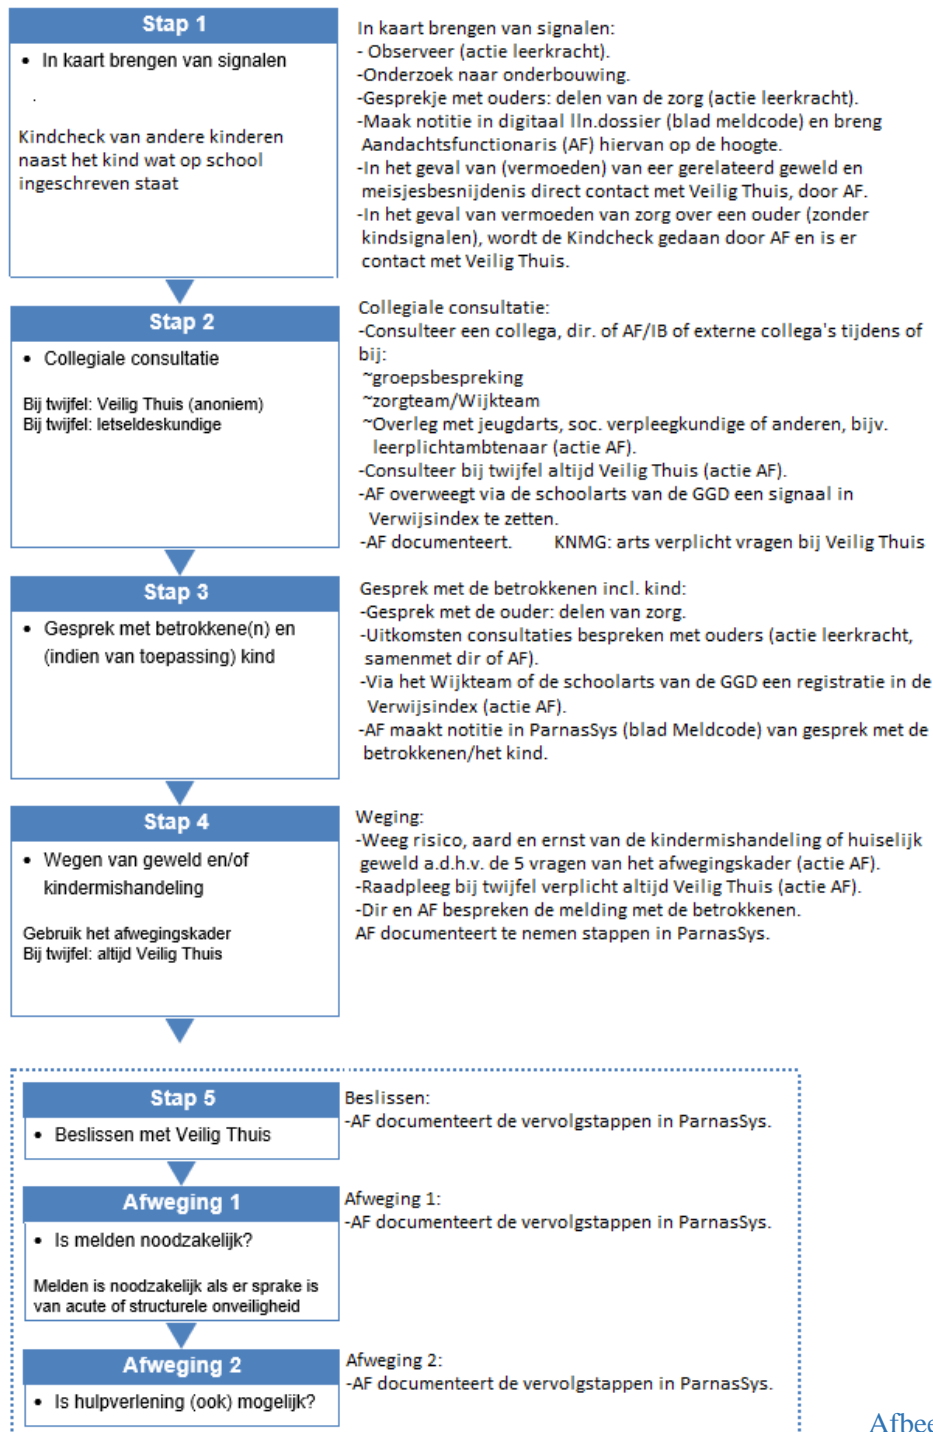 Stap 1
• In kaart brengen van signalen
.
Kindcheck van andere kinderen
naast het kind wat op school
ingeschreven staat
In kaart brengen van signalen:
- Observeer (actie leerkracht).
-Onderzoek naar onderbouwing.
-Gesprekje met ouders: delen van de zorg (actie leerkracht).
-Maak notitie in digitaal lln.dossier (blad meldcode) en breng
Aandachtsfunctionaris (AF) hiervan op de hoogte.
-In het geval van (vermoeden) van eer gerelateerd geweld en
meisjesbesnijdenis direct contact met Veilig Thuis, door AF.
-In het geval van vermoeden van zorg over een ouder (zonder
kindsignalen), wordt de Kindcheck gedaan door AF en is er
contact met Veilig Thuis.
Stap 2
• Collegiale consultatie
Bij twijfel: Veilig Thuis (anoniem)
Bij twijfel: letseldeskundige
Collegiale consultatie:
-Consulteer een collega, dir. of AF/IB of externe collega's tijdens of
bij:
~groepsbespreking
~zorgteam/Wijkteam
~Overleg met jeugdarts, soc. verpleegkundige of anderen, bijv.
leerplichtambtenaar (actie AF).
-Consulteer bij twijfel altijd Veilig Thuis (actie AF).
-AF overweegt via de schoolarts van de GGD een signaal in
Verwijsindex te zetten.
-AF documenteert. KNMG: arts verplicht vragen bij Veilig Thuis
Stap 3
• Gesprek met betrokkene(n) en
(indien van toepassing) kind
Gesprek met de betrokkenen incl. kind:
-Gesprek met de ouder: delen van zorg.
-Uitkomsten consultaties bespreken met ouders (actie leerkracht,
samenmet dir of AF).
-Via het Wijkteam of de schoolarts van de GGD een registratie in de
Verwijsindex (actie AF).
-AF maakt notitie in ParnasSys (blad Meldcode) van gesprek met de
betrokkenen/het kind.
Stap 4
• Wegen van geweld en/of
kindermishandeling
Gebruik het afwegingskader
Bij twijfel: altijd Veilig Thuis
Weging:
-Weeg risico, aard en ernst van de kindermishandeling of huiselijk
geweld a.d.h.v. de 5 vragen van het afwegingskader (actie AF).
-Raadpleeg bij twijfel verplicht altijd Veilig Thuis (actie AF).
-Dir en AF bespreken de melding met de betrokkenen.
AF documenteert te nemen stappen in ParnasSys.
Stap 5
• Beslissen met Veilig Thuis
Beslissen:
-AF documenteert de vervolgstappen in ParnasSys.
Afweging 1
• Is melden noodzakelijk?
Melden is noodzakelijk als er sprake is
van acute of structurele onveiligheid
Afweging 1:
-AF documenteert de vervolgstappen in ParnasSys.
Afweging 2
• Is hulpverlening (ook) mogelijk?
Afweging 2:
-AF documenteert de vervolgstappen in ParnasSys.